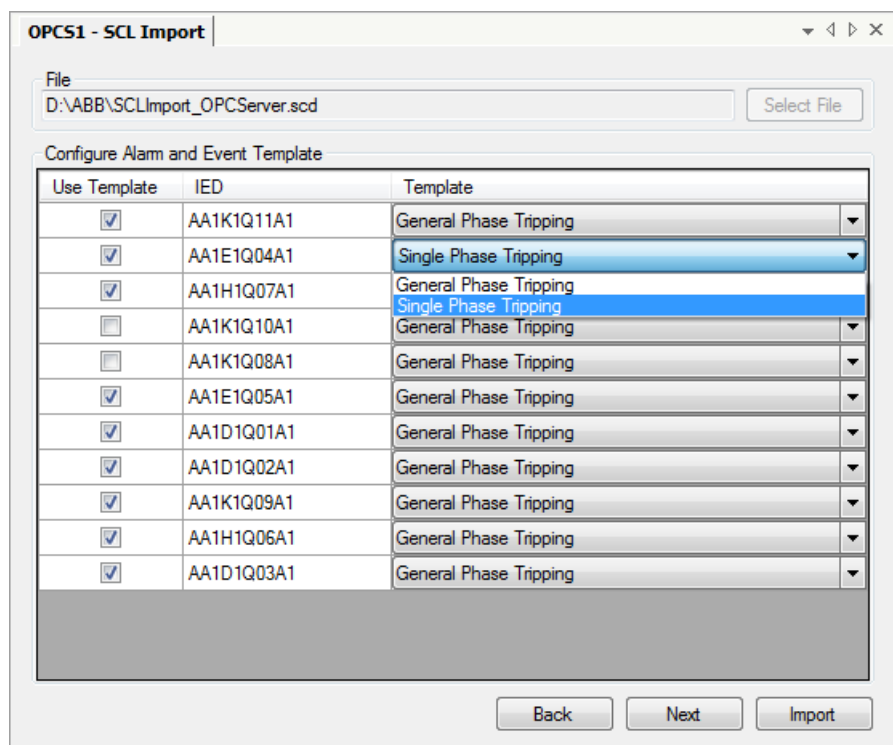 OPCS1 - SCL Import
File
D:\ABB\SCLImport_OPCServer.scd Select File
Configure Alarm and Event Template
Use Template IED Template
AA1K1Q11A1 General Phase Tripping
AA1E1Q04A1 Single Phase Tripping
AA1H1Q07A1 General Phase Tripping
Single Phase Tripping
AA1K1Q10A1 General Phase Tripping
AA1K1Q08A1 General Phase Tripping
AA1E1Q05A1 General Phase Tripping
AA1D1Q01A1 General Phase Tripping
AA1D1Q02A1 General Phase Tripping
AA1K1Q09A1 General Phase Tripping
AA1H1Q06A1 General Phase Tripping
AA1D1Q03A1 General Phase Tripping
Back Next Import